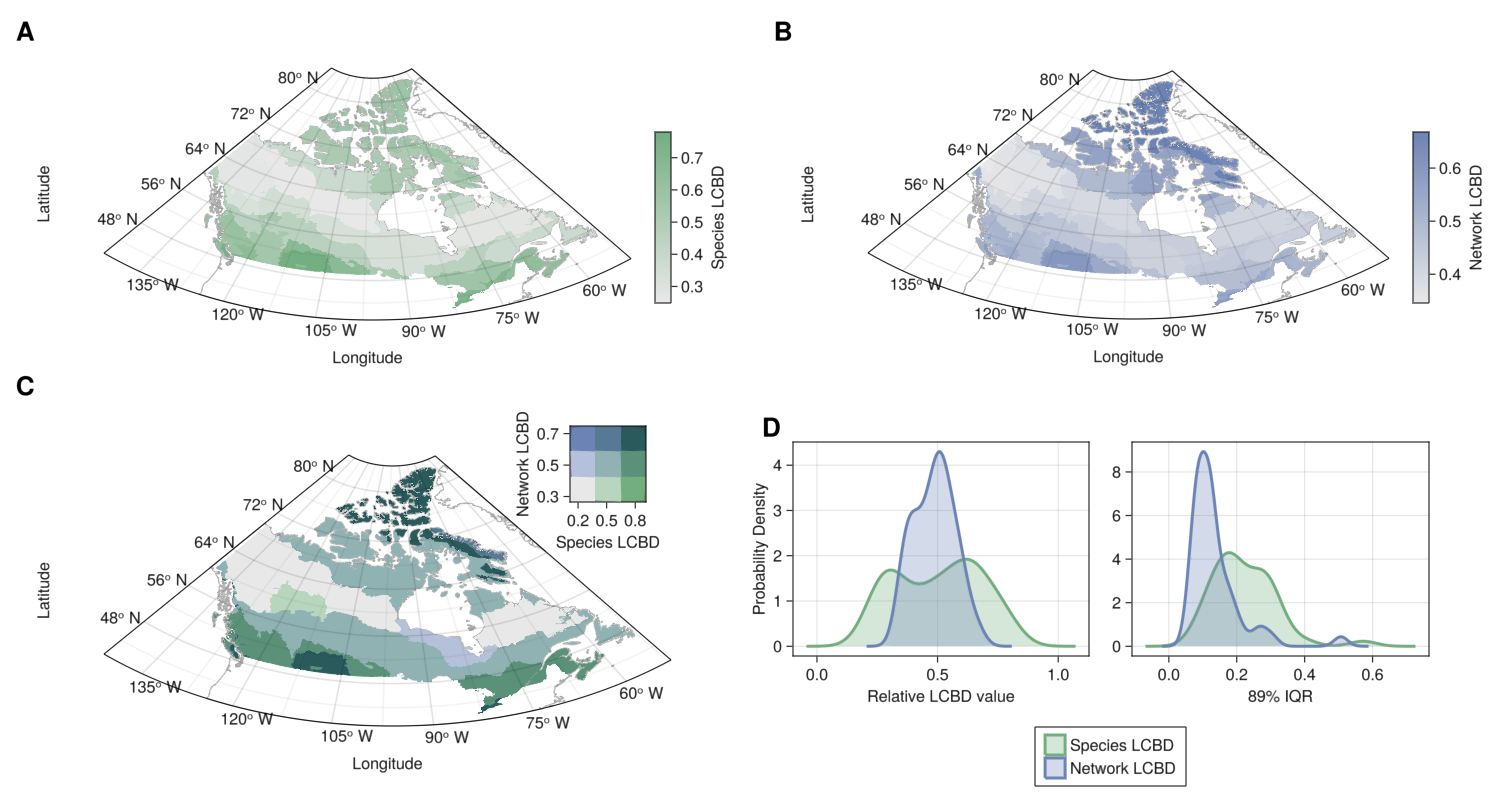 A
80° N
72° N
64° N
56° N
48° N
Latitude
135° W
120° W
105° W
90° W
75° W
60° W
Longitude
0.7
0.6
0.5
0.4
0.3
Species LCBD
B
80° N
72° N
64° N
56° N
48° N
Latitude
135° W
120° W
105° W
90° W
75° W
60° W
Longitude
0.6
0.5
0.4
Network LCBD
C
80° N
72° N
64° N
56° N
48° N
Latitude
135° W
120° W
105° W
90° W
75° W
60° W
Longitude
Network LCBD
0.7
0.5
0.3
0.2 0.5 0.8
Species LCBD
D
Probability Density
4
3
2
1
0
0.0 0.5 1.0
Relative LCBD value
8
6
4
2
0
0.0 0.2 0.4 0.6
89% IQR
Species LCBD
Network LCBD